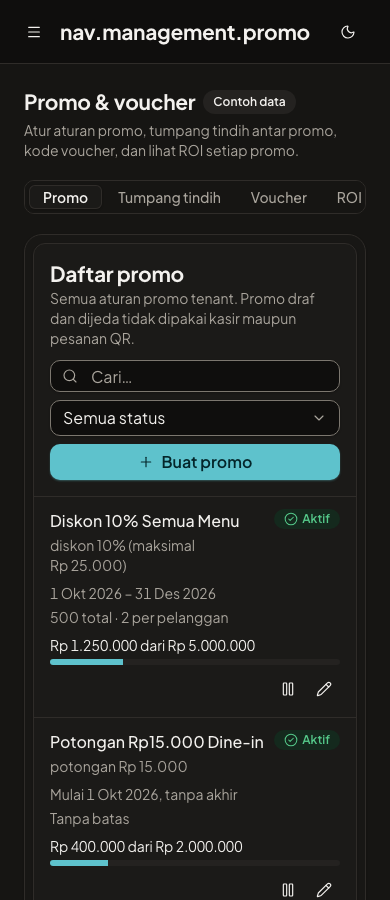 nav.management.promo
Promo & voucher
Contoh data
Atur aturan promo, tumpang tindih antar promo,
kode voucher, dan lihat ROI setiap promo.
Promo
Tumpang tindih
Voucher
ROI
Daftar promo
Semua aturan promo tenant. Promo draf
dan dijeda tidak dipakai kasir maupun
pesanan QR.
Cari...
Semua status
+ Buat promo
Diskon 10% Semua Menu
Aktif
diskon 10% (maksimal
Rp 25.000)
1 Okt 2026 – 31 Des 2026
500 total · 2 per pelanggan
Rp 1.250.000 dari Rp 5.000.000
Potongan Rp15.000 Dine-in
Aktif
potongan Rp 15.000
Mulai 1 Okt 2026, tanpa akhir
Tanpa batas
Rp 400.000 dari Rp 2.000.000